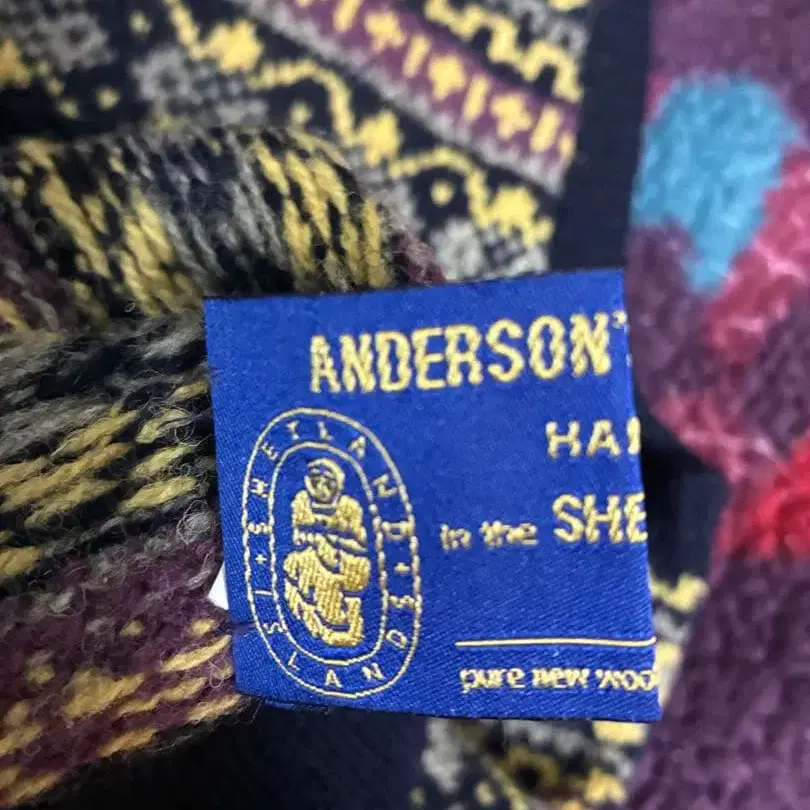 ANDERSON'
HA
in the SHE
pure new woo
SHETLAND ISLANDS